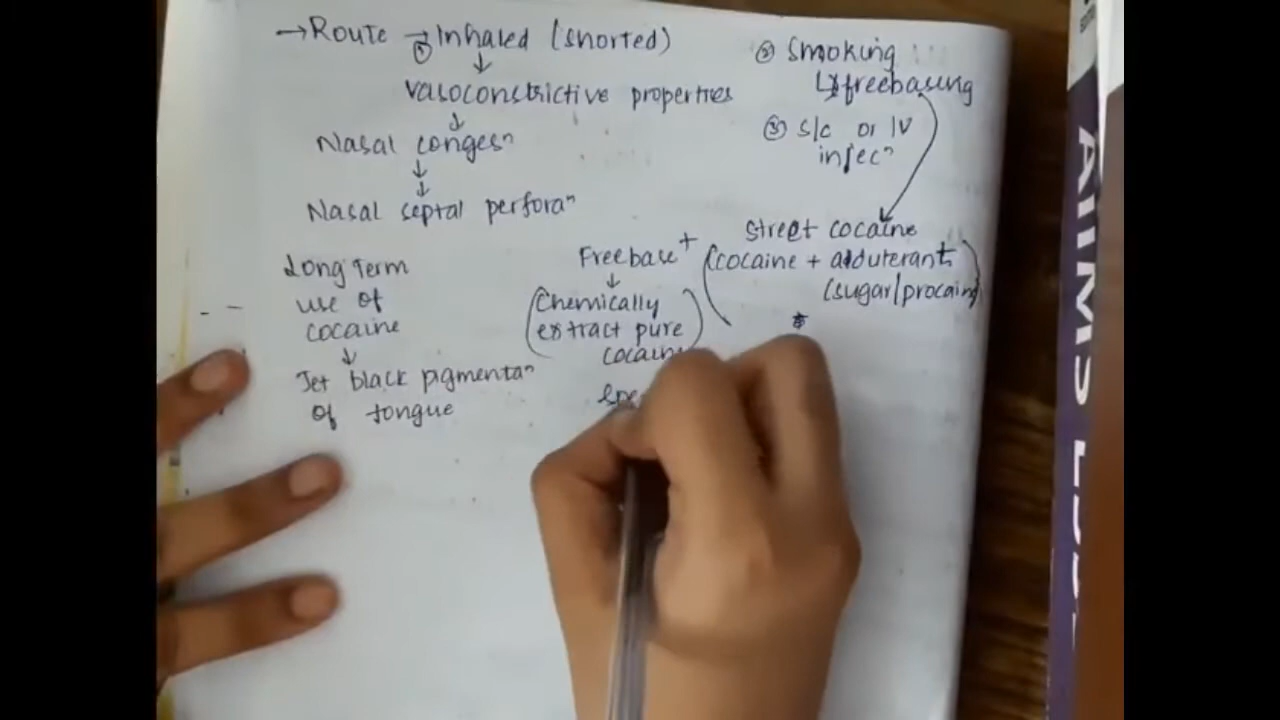 →Route →① Inhaled (snorted)
↓
vasoconstrictive properties
↓
Nasal congesⁿ
↓
↓
Nasal septal perforaⁿ
② Smoking
↳freebasing
③ s/c or IV
injecⁿ
Street cocaine
(cocaine + adduterant
(sugar/procain)
Freebase +
↓
(Chemically
extract pure
cocain
Long Term
use of
cocaine
↓
Jet black pigmentaⁿ
of tongue
AIIMS